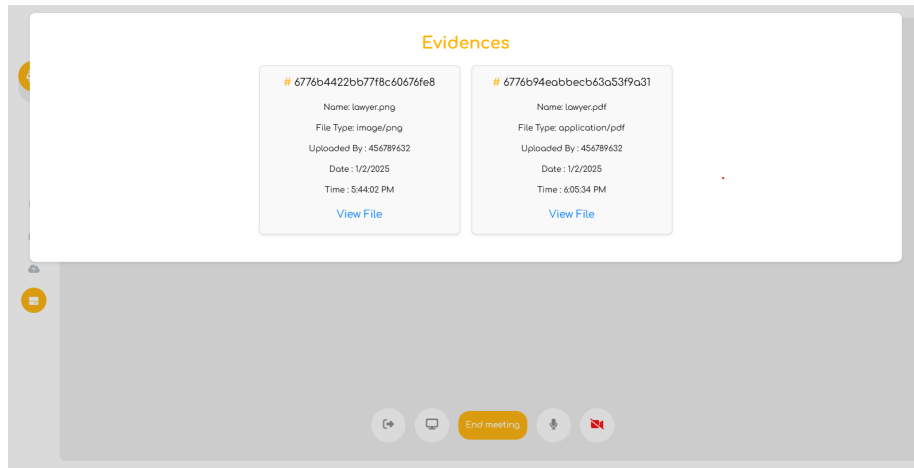 Evidences
# 6776b4422bb77f8c60676fe8
Name: lawyer.png
File Type: image/png
Uploaded By : 456789632
Date : 1/2/2025
Time : 5:44:02 PM
View File
# 6776b94eabbecb63a53f9a31
Name: lawyer.pdf
File Type: application/pdf
Uploaded By : 456789632
Date : 1/2/2025
Time : 6:05:34 PM
View File
End meeting